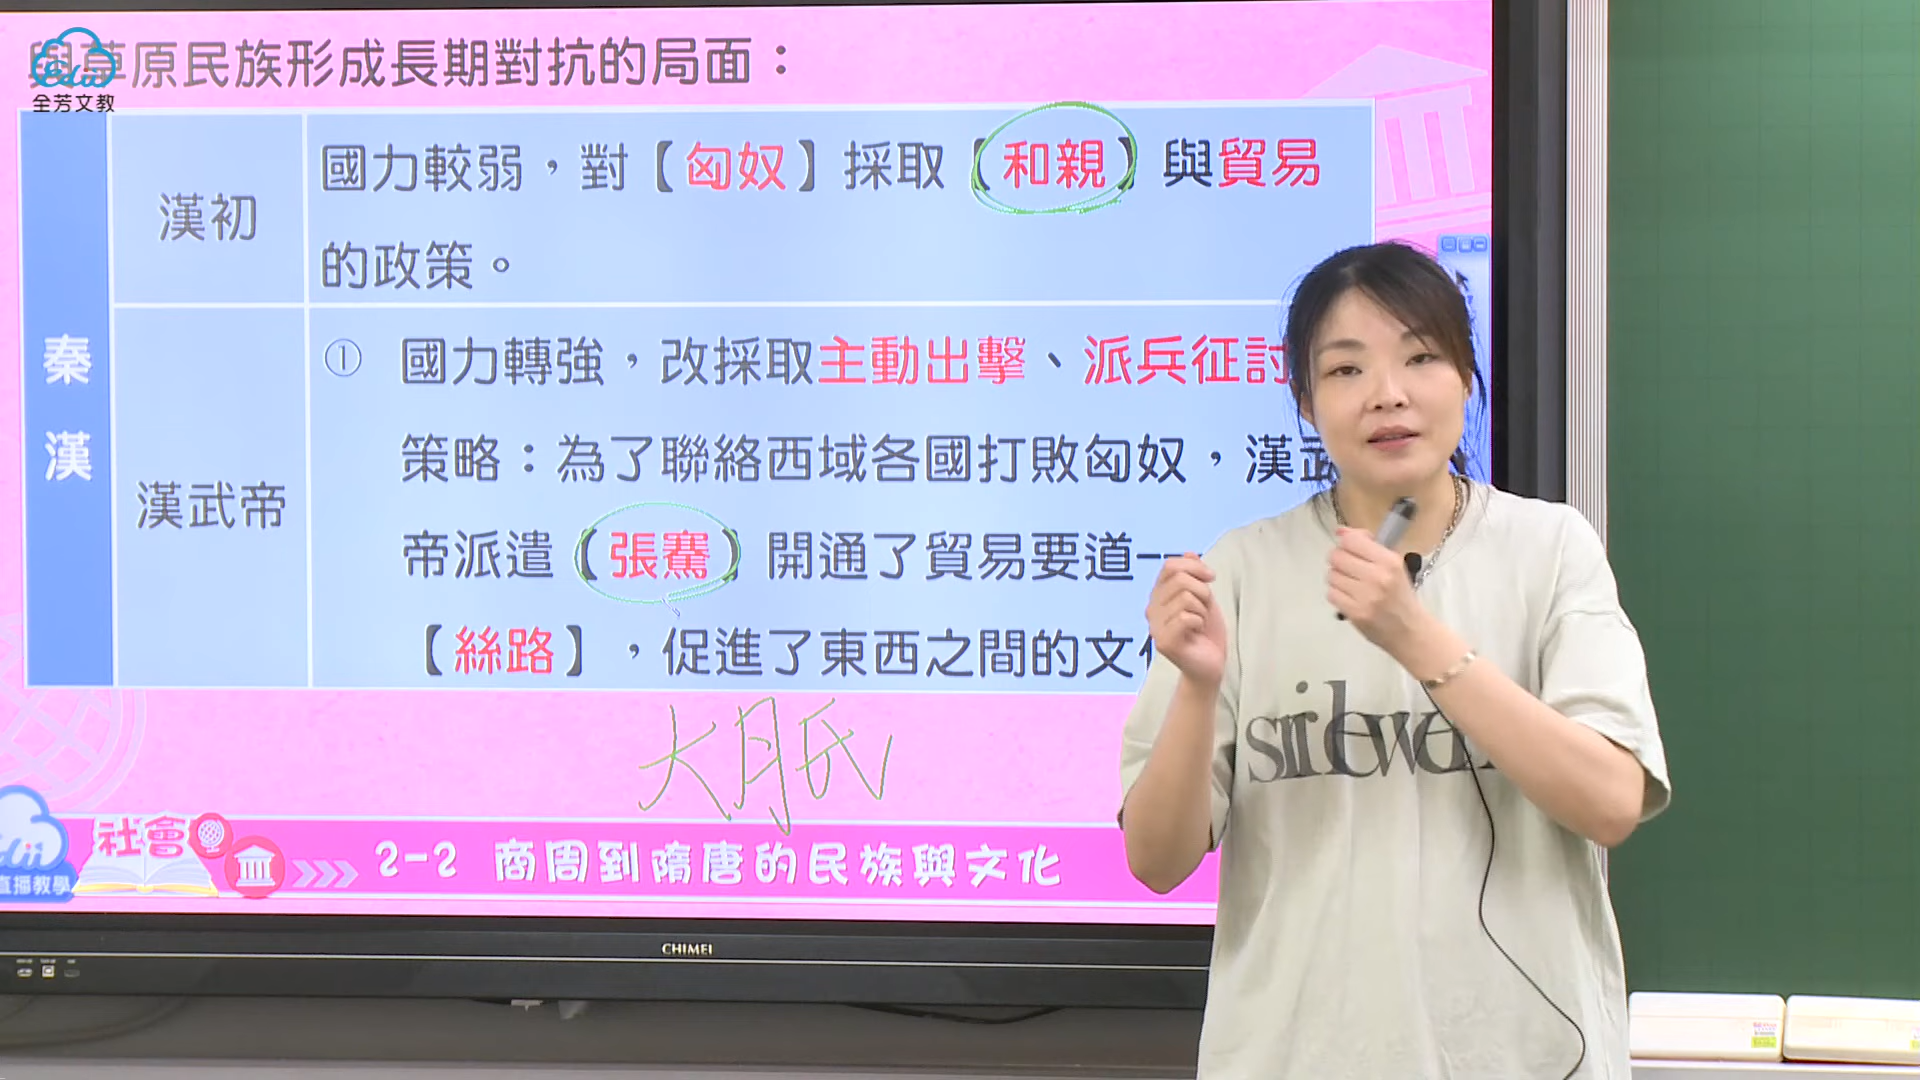 與草原民族形成長期對抗的局面：
全芳文教
秦漢
漢初
國力較弱，對【匈奴】採取【和親】與貿易
的政策。
漢武帝
① 國力轉強，改採取主動出擊、派兵征討
策略：為了聯絡西域各國打敗匈奴，漢武
帝派遣【張騫】開通了貿易要道--
【絲路】，促進了東西之間的文化
大月氏
社會
2-2 商周到隋唐的民族與文化
直播教學
CHIMEI